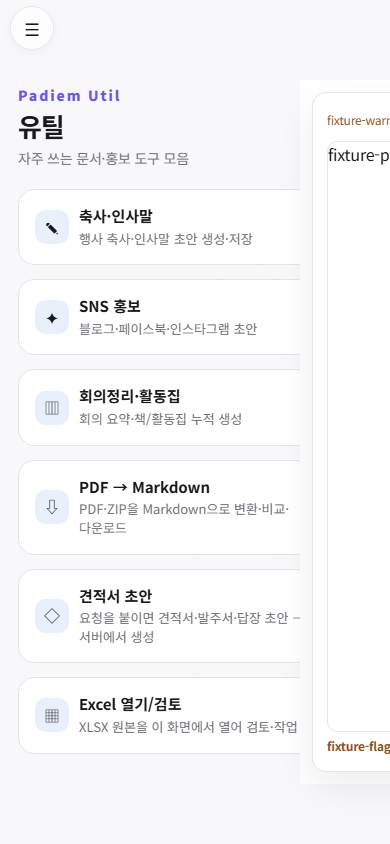 Padiem Util
유틸
자주 쓰는 문서·홍보 도구 모음
축사·인사말
행사 축사·인사말 초안 생성·저장
SNS 홍보
블로그·페이스북·인스타그램 초안
회의정리·활동집
회의 요약·책/활동집 누적 생성
PDF → Markdown
PDF·ZIP을 Markdown으로 변환·비교·
다운로드
견적서 초안
요청을 붙이면 견적서·발주서·답장 초안 —
서버에서 생성
Excel 열기/검토
XLSX 원본을 이 화면에서 열어 검토·작업
fixture-warn
fixture-p
fixture-flag